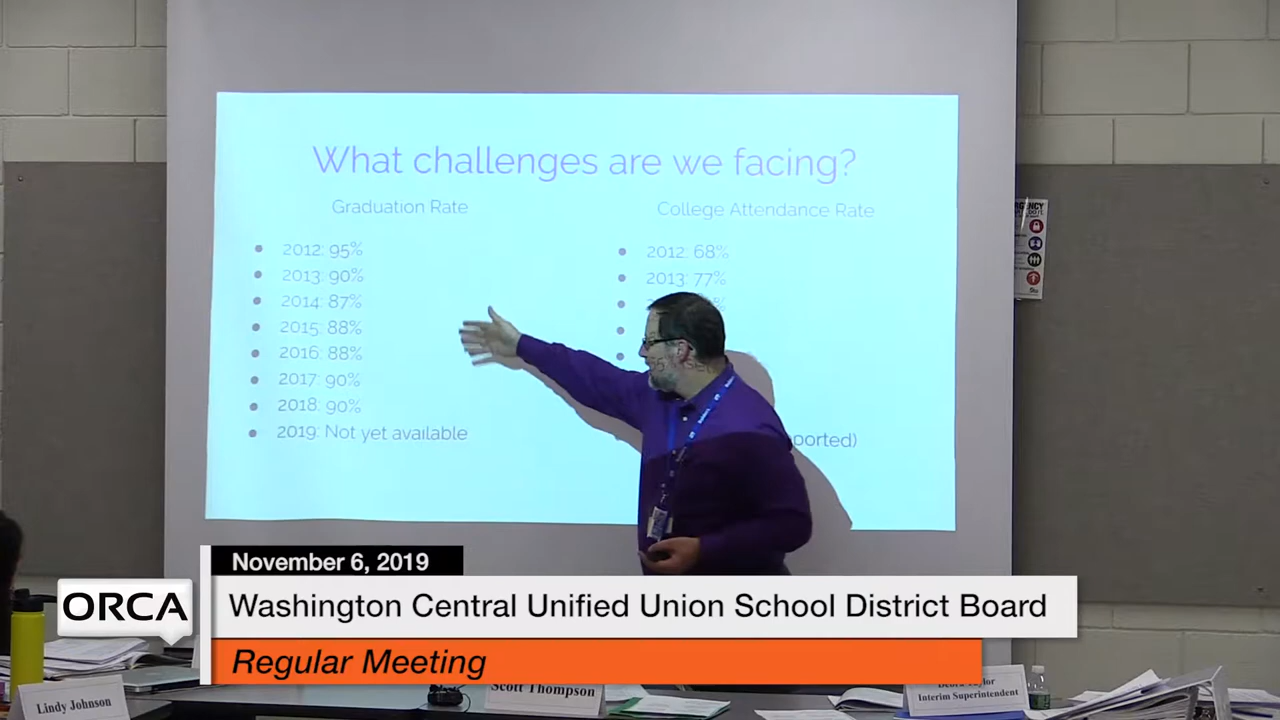 What challenges are we facing?
Graduation Rate
2012: 95%
2013: 90%
2014: 87%
2015: 88%
2016: 88%
2017: 90%
2018: 90%
2019: Not yet available
College Attendance Rate
2012: 68%
2013: 77%
ported)
November 6, 2019
ORCA
Washington Central Unified Union School District Board
Regular Meeting
Lindy Johnson
Scott Thompson
Interim Superintendent